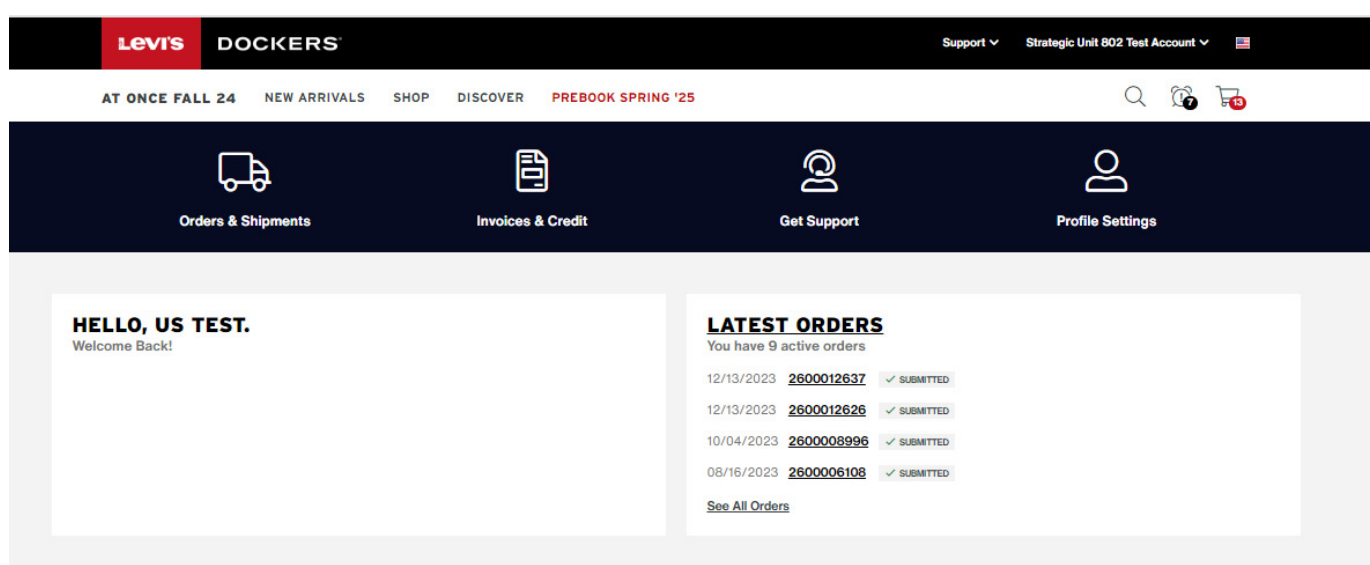 LEVI'S DOCKERS® Support Strategic Unit 802 Test Account
AT ONCE FALL 24 NEW ARRIVALS SHOP DISCOVER PREBOOK SPRING '25 7 13
Orders & Shipments Invoices & Credit Get Support Profile Settings
HELLO, US TEST.
Welcome Back!
LATEST ORDERS
You have 9 active orders
12/13/2023 2600012637 ✓ SUBMITTED
12/13/2023 2600012626 ✓ SUBMITTED
10/04/2023 2600008996 ✓ SUBMITTED
08/16/2023 2600006108 ✓ SUBMITTED
See All Orders